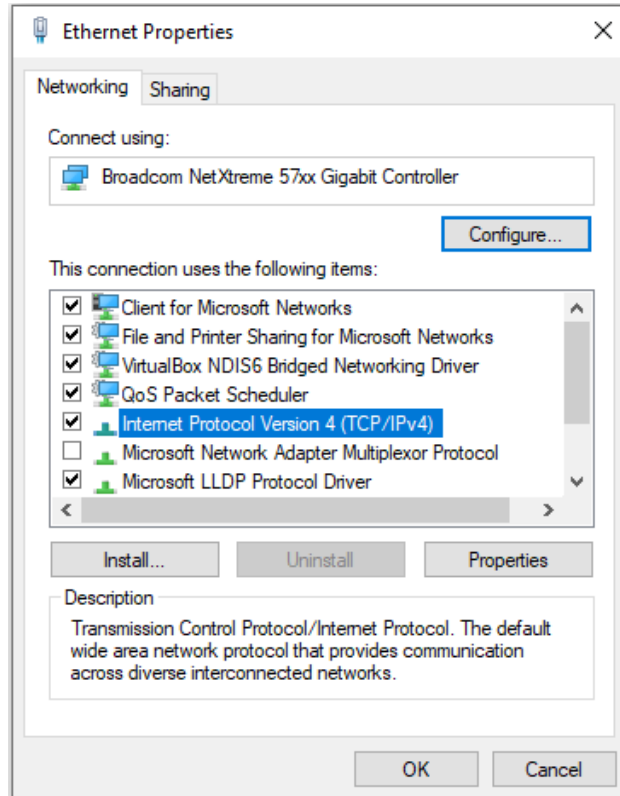 Ethernet Properties
Networking
Sharing
Connect using:
Broadcom NetXtreme 57xx Gigabit Controller
Configure...
This connection uses the following items:
Client for Microsoft Networks
File and Printer Sharing for Microsoft Networks
VirtualBox NDIS6 Bridged Networking Driver
QoS Packet Scheduler
Internet Protocol Version 4 (TCP/IPv4)
Microsoft Network Adapter Multiplexor Protocol
Microsoft LLDP Protocol Driver
Install...
Uninstall
Properties
Description
Transmission Control Protocol/Internet Protocol. The default
wide area network protocol that provides communication
across diverse interconnected networks.
OK
Cancel